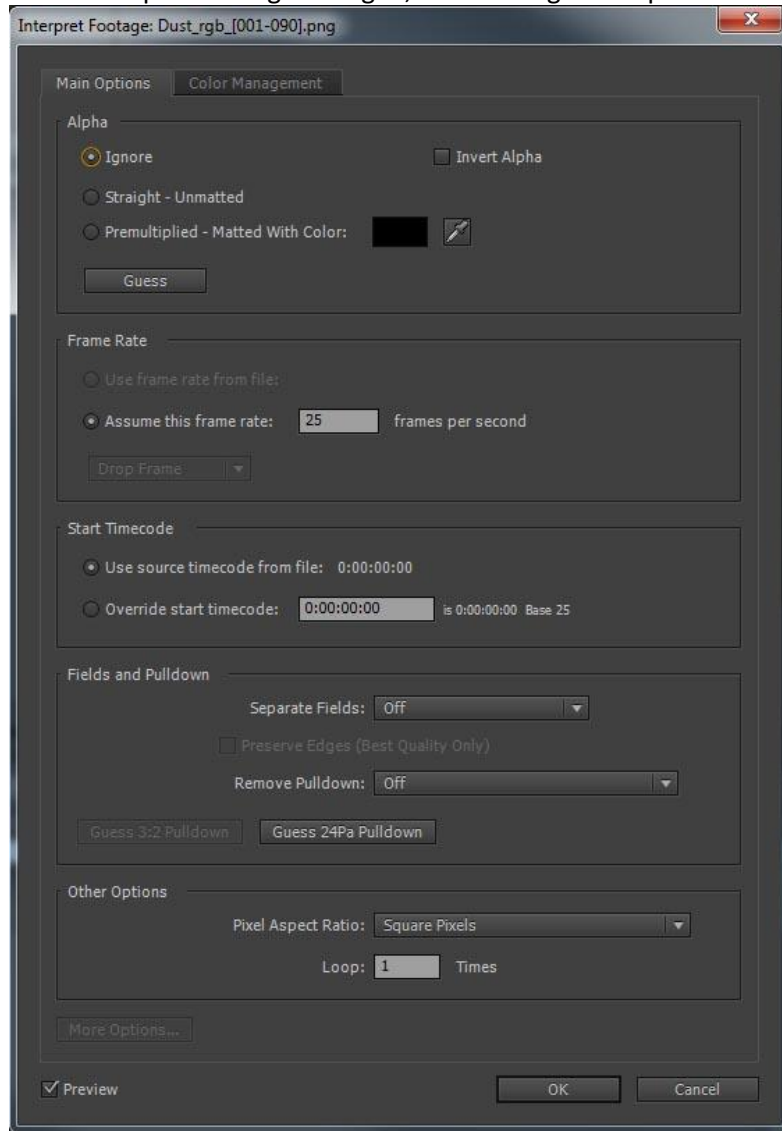 Interpret Footage: Dust_rgb_[001-090].png
Main Options Color Management
Alpha
Ignore Invert Alpha
Straight - Unmatted
Premultiplied - Matted With Color:
Guess
Frame Rate
Use frame rate from file:
Assume this frame rate: 25 frames per second
Drop Frame
Start Timecode
Use source timecode from file: 0:00:00:00
Override start timecode: 0:00:00:00 is 0:00:00:00 Base 25
Fields and Pulldown
Separate Fields: Off
Preserve Edges (Best Quality Only)
Remove Pulldown: Off
Guess 3:2 Pulldown Guess 24Pa Pulldown
Other Options
Pixel Aspect Ratio: Square Pixels
Loop: 1 Times
More Options...
Preview OK Cancel